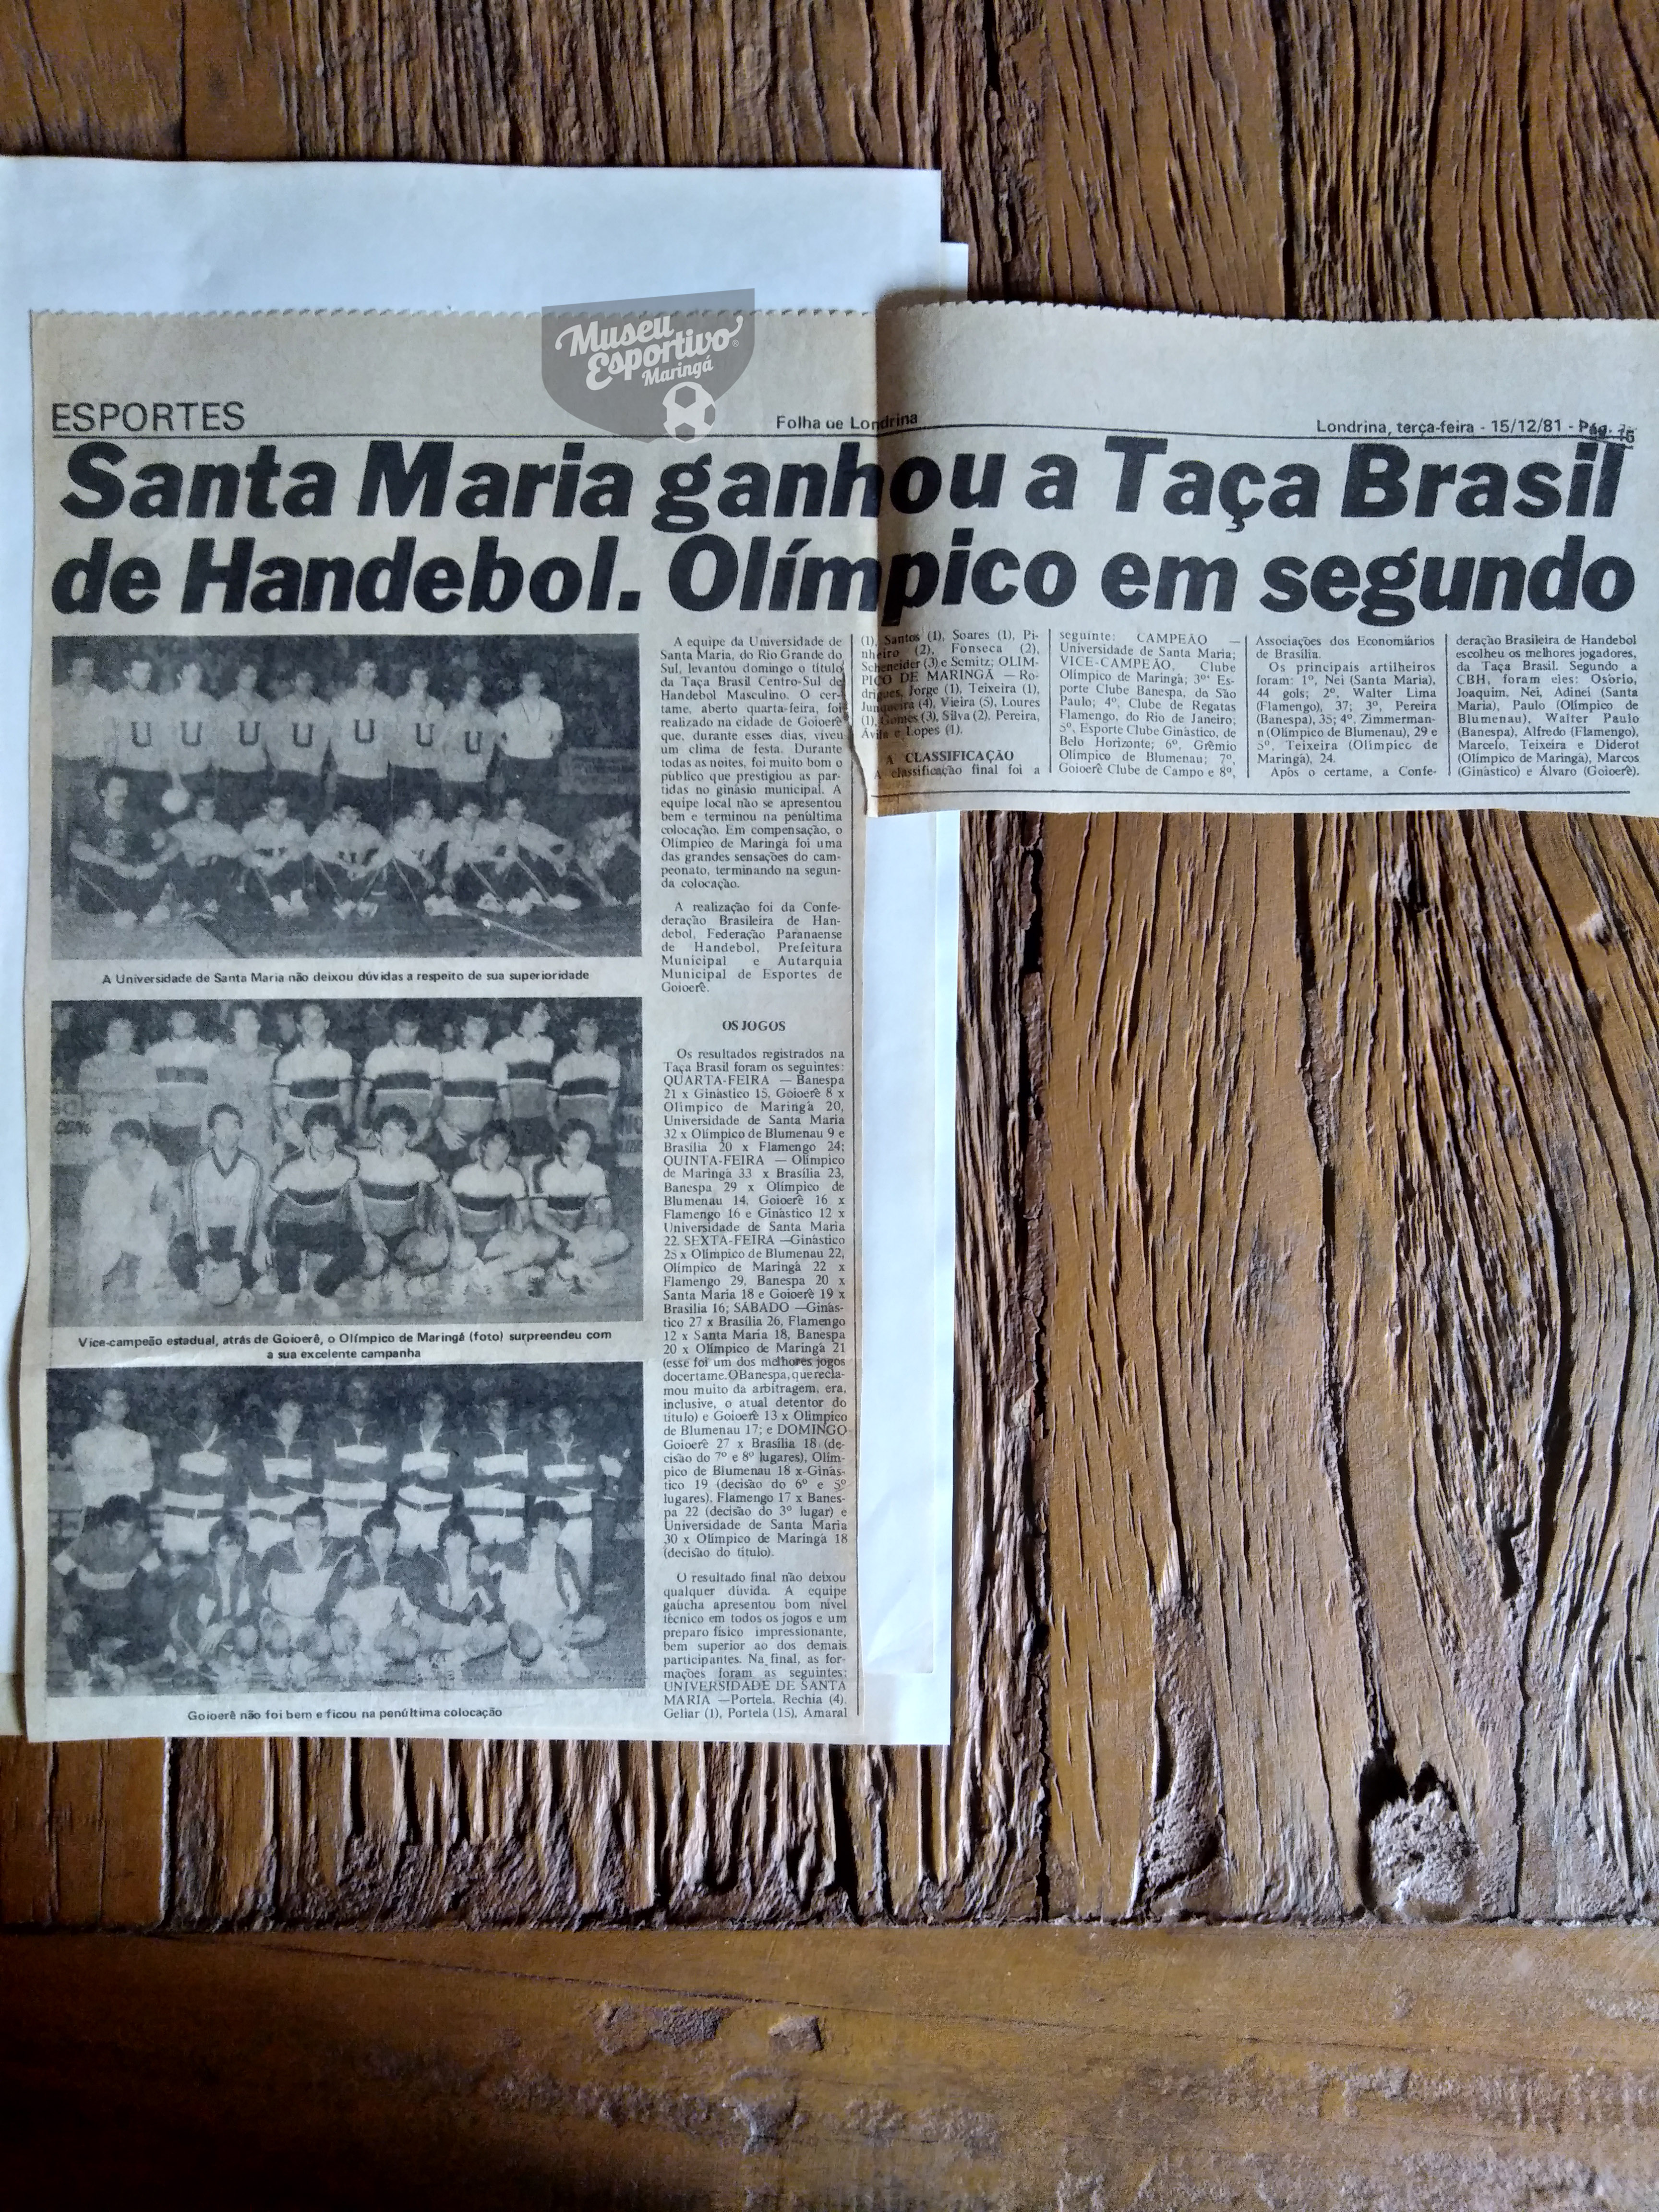 Museu
Esportivo
Maringá
ESPORTES
Folha de Londrina
Londrina, terça-feira - 15/12/81 - Pág. 15
Santa Maria ganhou a Taça Brasil
de Handebol. Olímpico em segundo
A Universidade de Santa Maria não deixou dúvidas a respeito de sua superioridade
Vice-campeão estadual, atrás de Goioerê, o Olímpico de Maringá (foto) surpreendeu com
a sua excelente campanha
Goioerê não foi bem e ficou na penúltima colocação
A equipe da Universidade de
Santa Maria, do Rio Grande do
Sul, levantou domingo o título
da Taça Brasil Centro-Sul de
Handebol Masculino. O cer-
tame, aberto quarta-feira, foi
realizado na cidade de Goioerê
que, durante esses dias, viveu
um clima de festa. Durante
todas as noites, foi muito bom o
público que prestigiou as par-
tidas no ginásio municipal. A
equipe local não se apresentou
bem e terminou na penúltima
colocação. Em compensação, o
Olímpico de Maringá foi uma
das grandes sensações do cam-
peonato, terminando na segun-
da colocação.
A realização foi da Confe-
deração Brasileira de Han-
debol, Federação Paranaense
de Handebol, Prefeitura
Municipal e Autarquia
Municipal de Esportes de
Goioerê.
OS JOGOS
Os resultados registrados na
Taça Brasil foram os seguintes:
QUARTA-FEIRA — Banespa
21 x Ginástico 15, Goioerê 8 x
Olímpico de Maringá 20,
Universidade de Santa Maria
32 x Olímpico de Blumenau 9 e
Brasília 20 x Flamengo 24;
QUINTA-FEIRA — Olímpico
de Maringá 33 x Brasília 23,
Banespa 29 x Olímpico de
Blumenau 14, Goioerê 16 x
Flamengo 16 e Ginástico 12 x
Universidade de Santa Maria
22. SEXTA-FEIRA —Ginástico
25 x Olímpico de Blumenau 22,
Olímpico de Maringá 22 x
Flamengo 29, Banespa 20 x
Santa Maria 18 e Goioerê 19 x
Brasília 16; SÁBADO —Ginás-
tico 27 x Brasília 26, Flamengo
12 x Santa Maria 18, Banespa
20 x Olímpico de Maringá 21
(esse foi um dos melhores jogos
docertame. OBanespa, que recla-
mou muito da arbitragem, era,
inclusive, o atual detentor do
título) e Goioerê 13 x Olímpico
de Blumenau 17; e DOMINGO
Goioerê 27 x Brasília 18 (de-
cisão do 7º e 8º lugares), Olím-
pico de Blumenau 18 x Ginás-
tico 19 (decisão do 6º e 5º
lugares), Flamengo 17 x Banes-
pa 22 (decisão do 3º lugar) e
Universidade de Santa Maria
30 x Olímpico de Maringá 18
(decisão do título).
O resultado final não deixou
qualquer dúvida. A equipe
gaúcha apresentou bom nível
técnico em todos os jogos e um
preparo físico impressionante,
bem superior ao dos demais
participantes. Na final, as for-
mações foram as seguintes:
UNIVERSIDADE DE SANTA
MARIA —Portela, Rechia (4),
Geliar (1), Portela (15), Amaral
(1), Santos (1), Soares (1), Pi-
nheiro (2), Fonseca (2),
Scheneider (3) e Semitz; OLIM-
PICO DE MARINGÁ — Ro-
drigues, Jorge (1), Teixeira (1),
Junqueira (4), Vieira (5), Loures
(1), Gomes (3), Silva (2), Pereira,
Ávila e Lopes (1).
A CLASSIFICAÇÃO
A classificação final foi a
seguinte: CAMPEÃO —
Universidade de Santa Maria;
VICE-CAMPEÃO, Clube
Olímpico de Maringá; 3º Es-
porte Clube Banespa, da São
Paulo; 4º, Clube de Regatas
Flamengo, do Rio de Janeiro;
5º, Esporte Clube Ginástico, de
Belo Horizonte; 6º, Grêmio
Olímpico de Blumenau; 7º,
Goioerê Clube de Campo e 8º,
Associações dos Economiários
de Brasília.
Os principais artilheiros
foram: 1º, Nei (Santa Maria),
44 gols; 2º, Walter Lima
(Flamengo), 37; 3º, Pereira
(Banespa), 35; 4º, Zimmerman-
n (Olímpico de Blumenau), 29 e
5º, Teixeira (Olímpico de
Maringá), 24.
Após o certame, a Confe-
deração Brasileira de Handebol
escolheu os melhores jogadores,
da Taça Brasil. Segundo a
CBH, foram eles: Osório,
Joaquim, Nei, Adinei (Santa
Maria), Paulo (Olímpico de
Blumenau), Walter Paulo
(Banespa), Alfredo (Flamengo),
Marcelo, Teixeira e Diderot
(Olímpico de Maringá), Marcos
(Ginástico) e Álvaro (Goioerê).